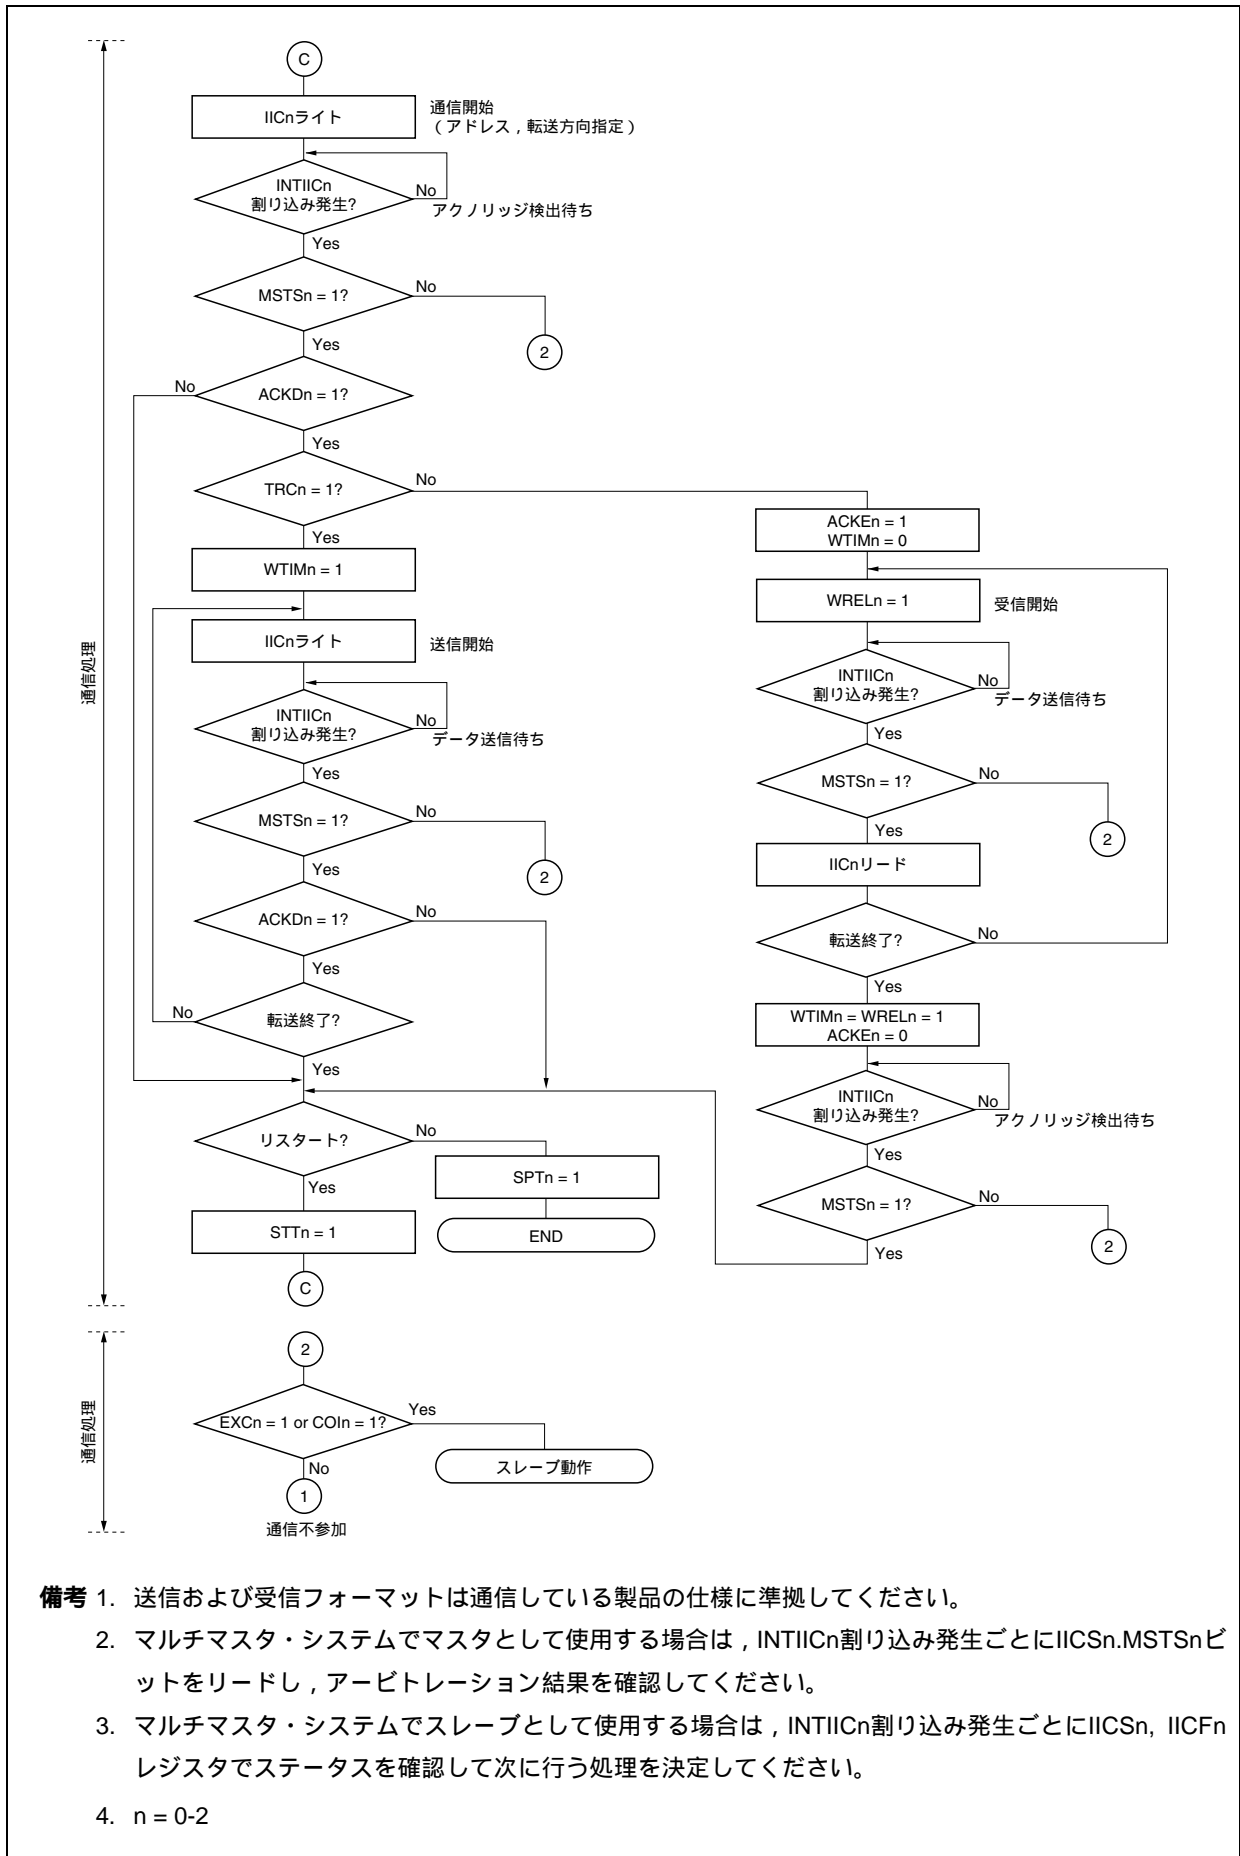 C
IICnライト
通信開始
（アドレス，転送方向指定）
INTIICn
割り込み発生?
No
アクノリッジ検出待ち
Yes
MSTSn = 1?
No
2
Yes
ACKDn = 1?
No
Yes
TRCn = 1?
No
Yes
WTIMn = 1
IICnライト
送信開始
INTIICn
割り込み発生?
No
データ送信待ち
Yes
MSTSn = 1?
No
2
Yes
ACKDn = 1?
No
Yes
転送終了?
No
Yes
ACKEn = 1
WTIMn = 0
WRELn = 1
受信開始
INTIICn
割り込み発生?
No
データ送信待ち
Yes
MSTSn = 1?
No
2
Yes
IICnリード
転送終了?
No
Yes
WTIMn = WRELn = 1
ACKEn = 0
INTIICn
割り込み発生?
No
アクノリッジ検出待ち
Yes
MSTSn = 1?
No
2
Yes
リスタート?
No
SPTn = 1
END
Yes
STTn = 1
C
通信処理
2
EXCn = 1 or COIn = 1?
Yes
スレーブ動作
No
1
通信不参加
通信処理
備考 1. 送信および受信フォーマットは通信している製品の仕様に準拠してください。
2. マルチマスタ・システムでマスタとして使用する場合は，INTIICn割り込み発生ごとにIICSn.MSTSnビ
ットをリードし，アービトレーション結果を確認してください。
3. マルチマスタ・システムでスレーブとして使用する場合は，INTIICn割り込み発生ごとにIICSn, IICFn
レジスタでステータスを確認して次に行う処理を決定してください。
4. n = 0-2